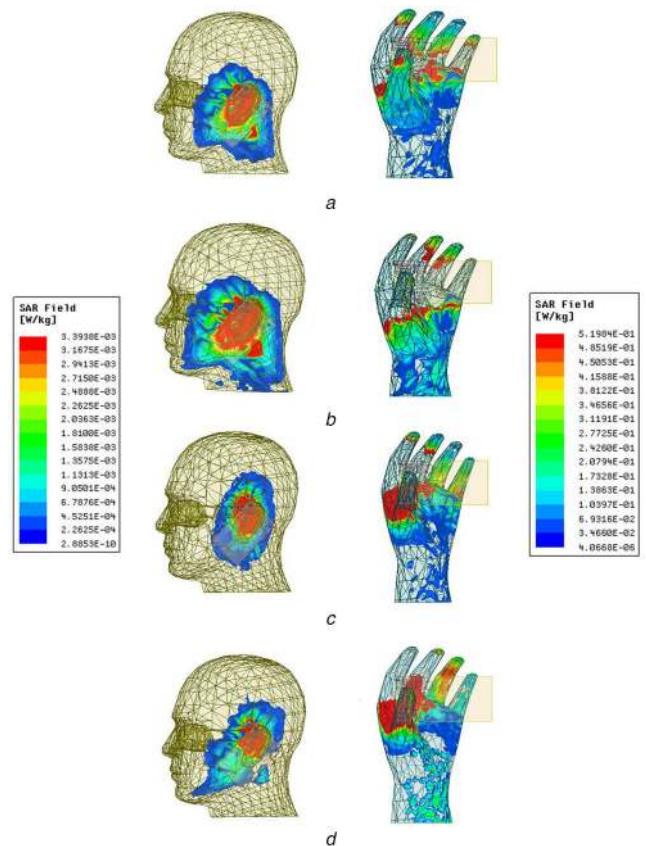 a
b
SAR Field
[W/kg]
3.3938E-03
3.1675E-03
2.9413E-03
2.7150E-03
2.4888E-03
2.2625E-03
2.0363E-03
1.8100E-03
1.5838E-03
1.3575E-03
1.1313E-03
9.0501E-04
6.7876E-04
4.5251E-04
2.2625E-04
2.8853E-10
SAR Field
[W/kg]
5.1984E-01
4.8519E-01
4.5053E-01
4.1588E-01
3.8122E-01
3.4656E-01
3.1191E-01
2.7725E-01
2.4260E-01
2.0794E-01
1.7328E-01
1.3863E-01
1.0397E-01
6.9316E-02
3.4660E-02
4.0668E-06
c
d